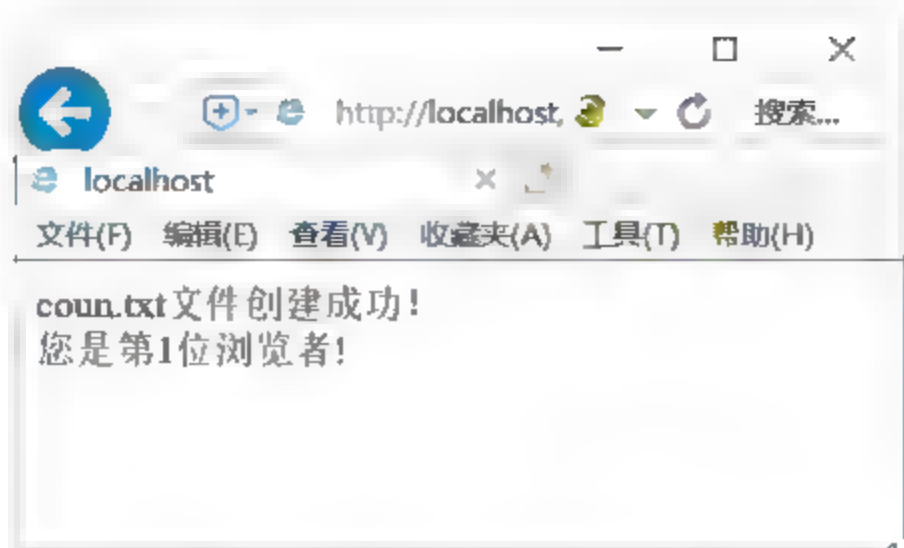 http://localhost, 搜索...
localhost
文件(F) 编辑(E) 查看(V) 收藏夹(A) 工具(T) 帮助(H)
coun.txt文件创建成功!
您是第1位浏览者!